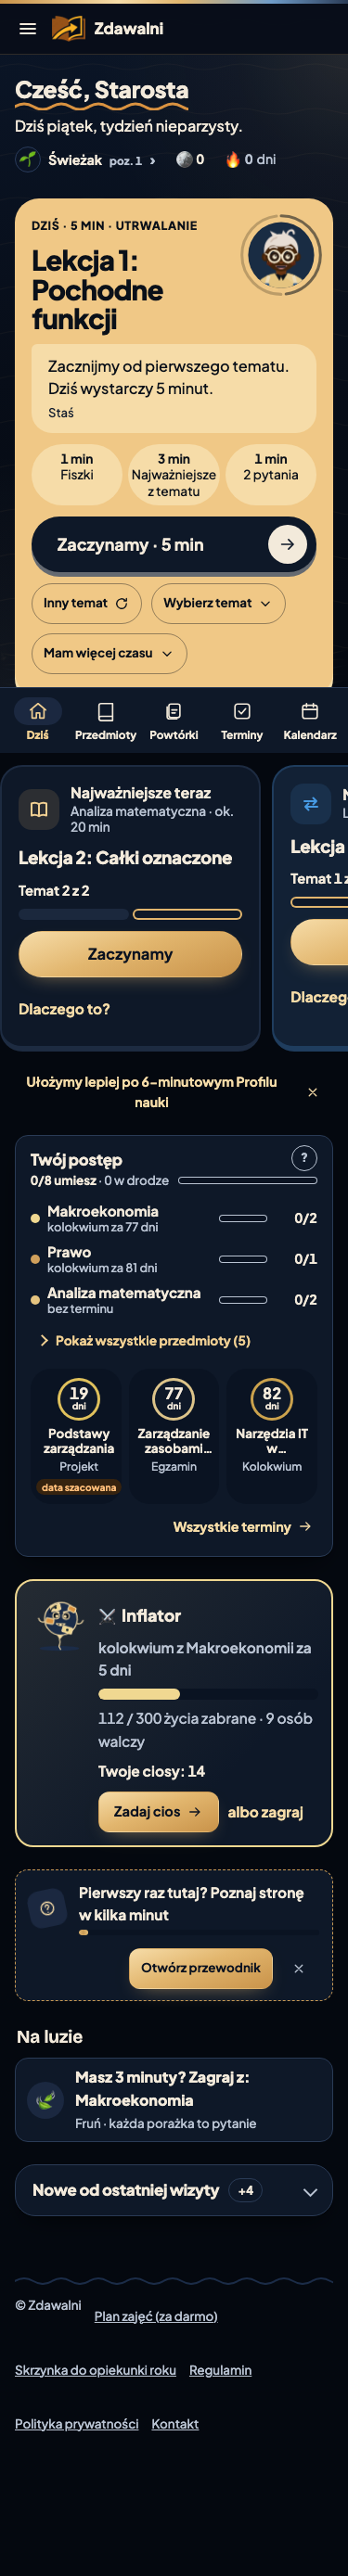 Zdawalni
Cześć, Starosta
Dziś piątek, tydzień nieparzysty.
Świeżak poz. 1 › 0 0 dni
DZIŚ · 5 MIN · UTRWALANIE
Lekcja 1:
Pochodne
funkcji
Zacznijmy od pierwszego tematu.
Dziś wystarczy 5 minut.
Staś
1 min
Fiszki
3 min
Najważniejsze
z tematu
1 min
2 pytania
Zaczynamy · 5 min
Inny temat
Wybierz temat
Mam więcej czasu
Dziś
Przedmioty
Powtórki
Terminy
Kalendarz
Najważniejsze teraz
Analiza matematyczna · ok.
20 min
Lekcja 2: Całki oznaczone
Temat 2 z 2
Zaczynamy
Dlaczego to?
Lekcja
Temat 1 z
Ułożymy lepiej po 6-minutowym Profilu
nauki
Twój postęp
?
0/8 umiesz · 0 w drodze
Makroekonomia
kolokwium za 77 dni
0/2
Prawo
kolokwium za 81 dni
0/1
Analiza matematyczna
bez terminu
0/2
Pokaż wszystkie przedmioty (5)
19
dni
Podstawy
zarządzania
Projekt
data szacowana
77
dni
Zarządzanie
zasobami...
Egzamin
82
dni
Narzędzia IT
w...
Kolokwium
Wszystkie terminy
Inflator
kolokwium z Makroekonomii za
5 dni
112 / 300 życia zabrane · 9 osób
walczy
Twoje ciosy: 14
Zadaj cios
albo zagraj
Pierwszy raz tutaj? Poznaj stronę
w kilka minut
Otwórz przewodnik
Na luzie
Masz 3 minuty? Zagraj z:
Makroekonomia
Fruń · każda porażka to pytanie
Nowe od ostatniej wizyty +4
© Zdawalni
Plan zajęć (za darmo)
Skrzynka do opiekunki roku Regulamin
Polityka prywatności Kontakt